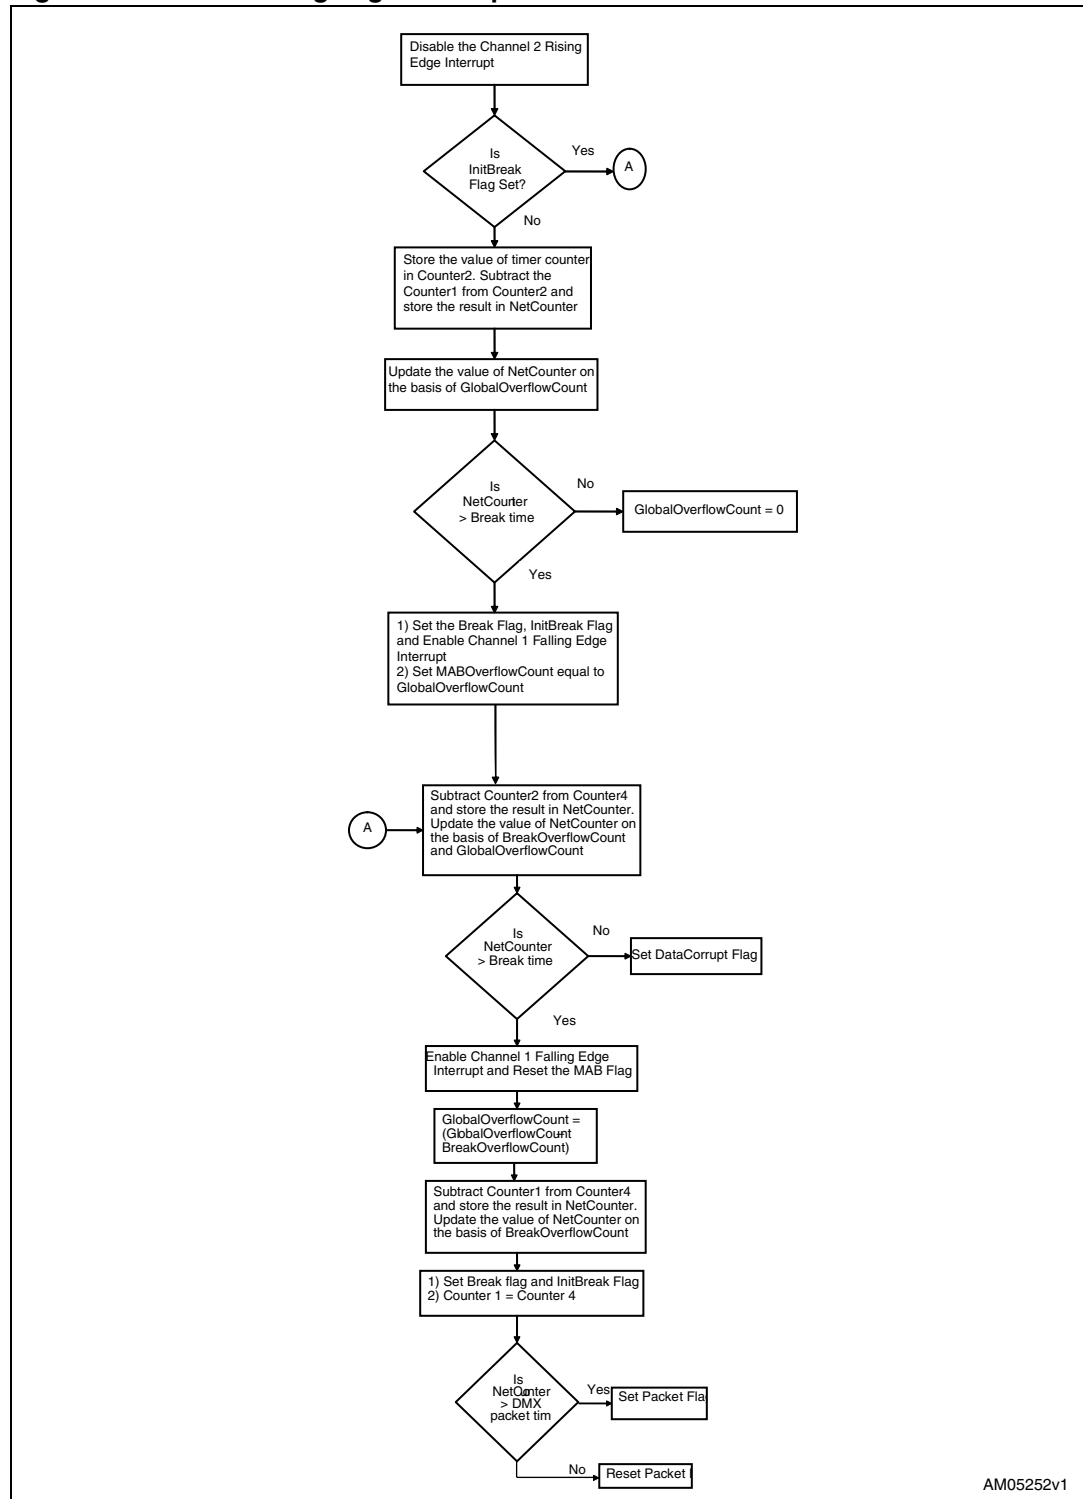 Disable the Channel 2 Rising
Edge Interrupt
Is
InitBreak
Flag Set?
Yes
A
No
Store the value of timer counter
in Counter2. Subtract the
Counter1 from Counter2 and
store the result in NetCounter
Update the value of NetCounter on
the basis of GlobalOverflowCount
Is
NetCounter
> Break time
No
GlobalOverflowCount = 0
Yes
1) Set the Break Flag, InitBreak Flag
and Enable Channel 1 Falling Edge
Interrupt
2) Set MABOverflowCount equal to
GlobalOverflowCount
A
Subtract Counter2 from Counter4
and store the result in NetCounter.
Update the value of NetCounter on
the basis of BreakOverflowCount
and GlobalOverflowCount
Is
NetCounter
> Break time
No
Set DataCorrupt Flag
Yes
Enable Channel 1 Falling Edge
Interrupt and Reset the MAB Flag
GlobalOverflowCount =
(GlobalOverflowCount-
BreakOverflowCount)
Subtract Counter1 from Counter4
and store the result in NetCounter.
Update the value of NetCounter on
the basis of BreakOverflowCount
1) Set Break flag and InitBreak Flag
2) Counter 1 = Counter 4
Is
NetCounter
> DMX
packet tim
Yes
Set Packet Fla
No
Reset Packet
AM05252v1